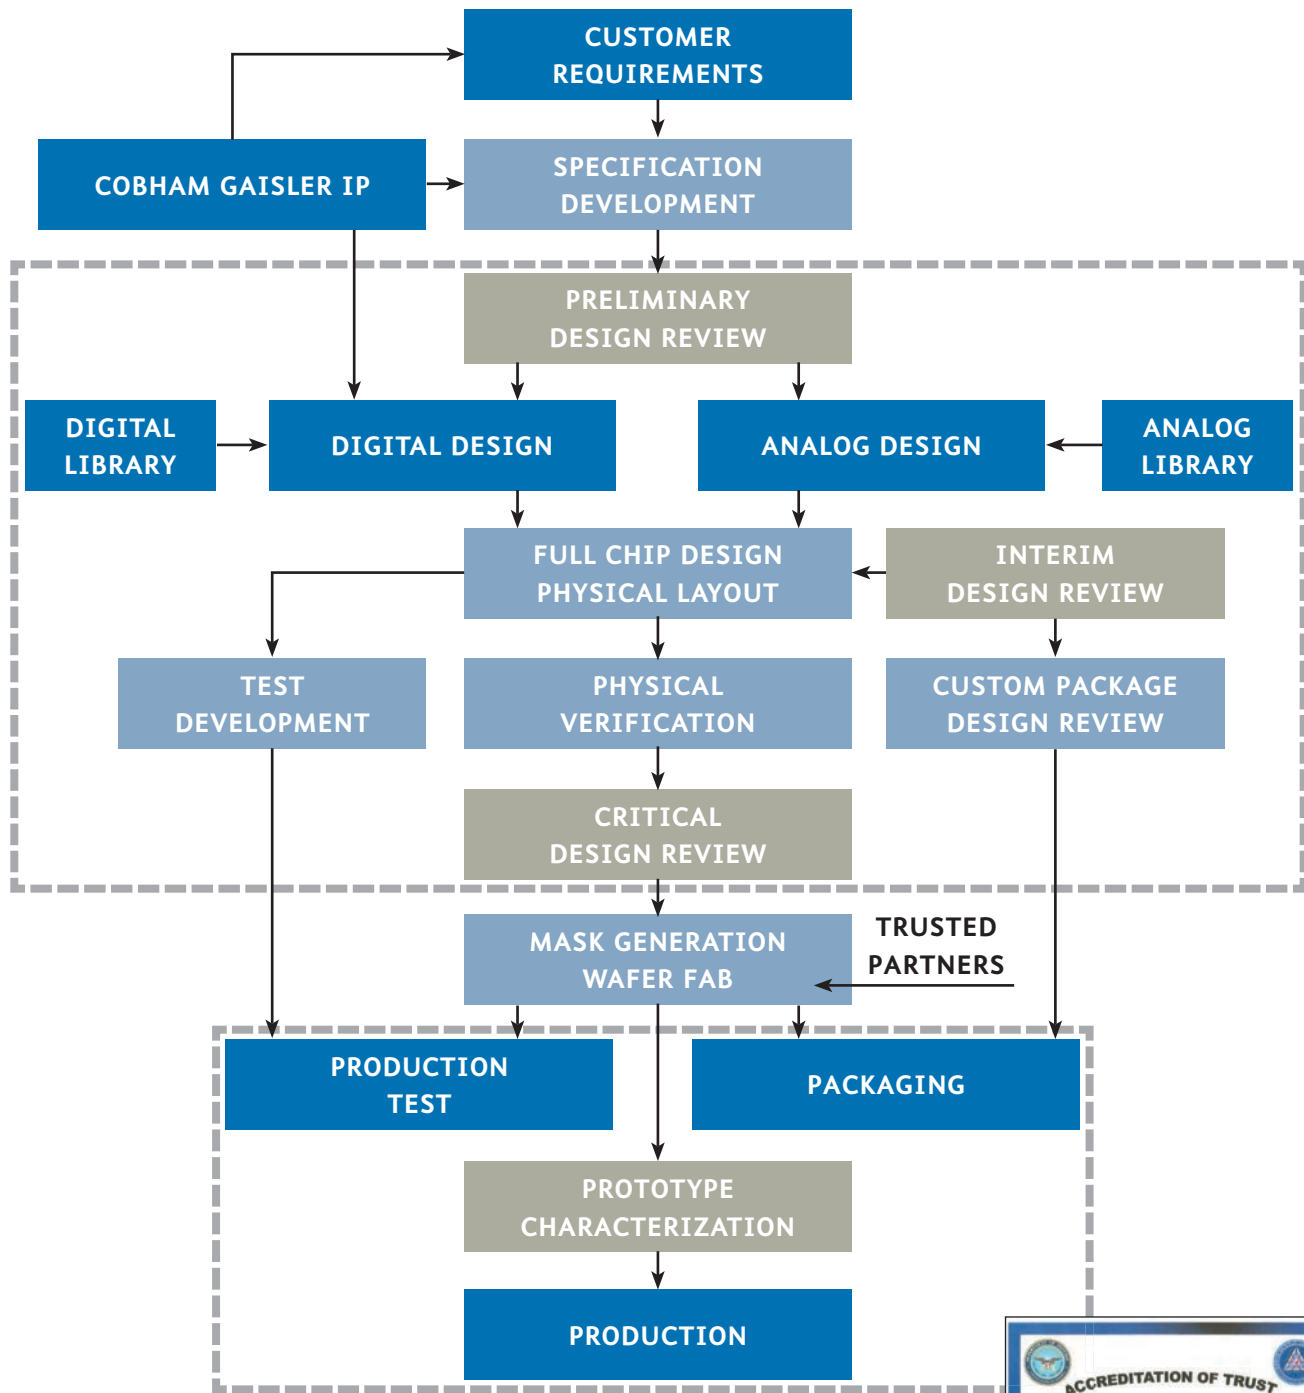 CUSTOMER
REQUIREMENTS
COBHAM GAISLER IP
SPECIFICATION
DEVELOPMENT
PRELIMINARY
DESIGN REVIEW
DIGITAL
LIBRARY
DIGITAL DESIGN
ANALOG DESIGN
ANALOG
LIBRARY
FULL CHIP DESIGN
PHYSICAL LAYOUT
INTERIM
DESIGN REVIEW
TEST
DEVELOPMENT
PHYSICAL
VERIFICATION
CUSTOM PACKAGE
DESIGN REVIEW
CRITICAL
DESIGN REVIEW
MASK GENERATION
WAFER FAB
TRUSTED
PARTNERS
PRODUCTION
TEST
PACKAGING
PROTOTYPE
CHARACTERIZATION
PRODUCTION
ACCREDITATION OF TRUST